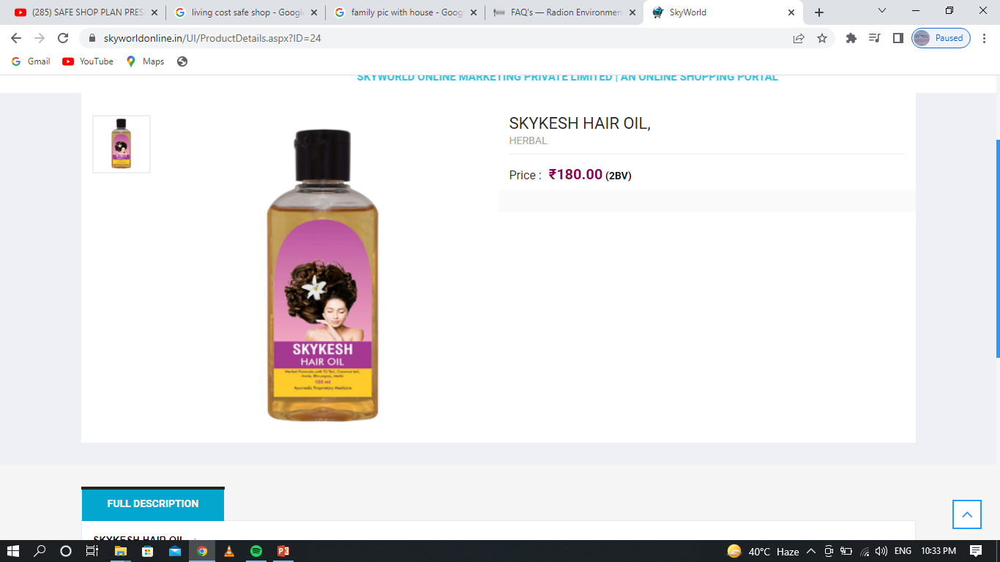 (285) SAFE SHOP PLAN PRES
living cost safe shop - Google
family pic with house - Goog
FAQ's — Radion Environmen
SkyWorld
skyworldonline.in/UI/ProductDetails.aspx?ID=24
Paused
Gmail
YouTube
Maps
SKYWORLD ONLINE MARKETING PRIVATE LIMITED | AN ONLINE SHOPPING PORTAL
SKYKESH HAIR OIL,
HERBAL
Price : ₹180.00 (2BV)
SKYKESH
HAIR OIL
Herbal Formula with Til Tail, Coconut tail,
Amla, Bhrungraj, Methi
100 ml
Ayurvedic Proprietary Medicine
FULL DESCRIPTION
SKYKESH HAIR OIL
40°C Haze
ENG
10:33 PM